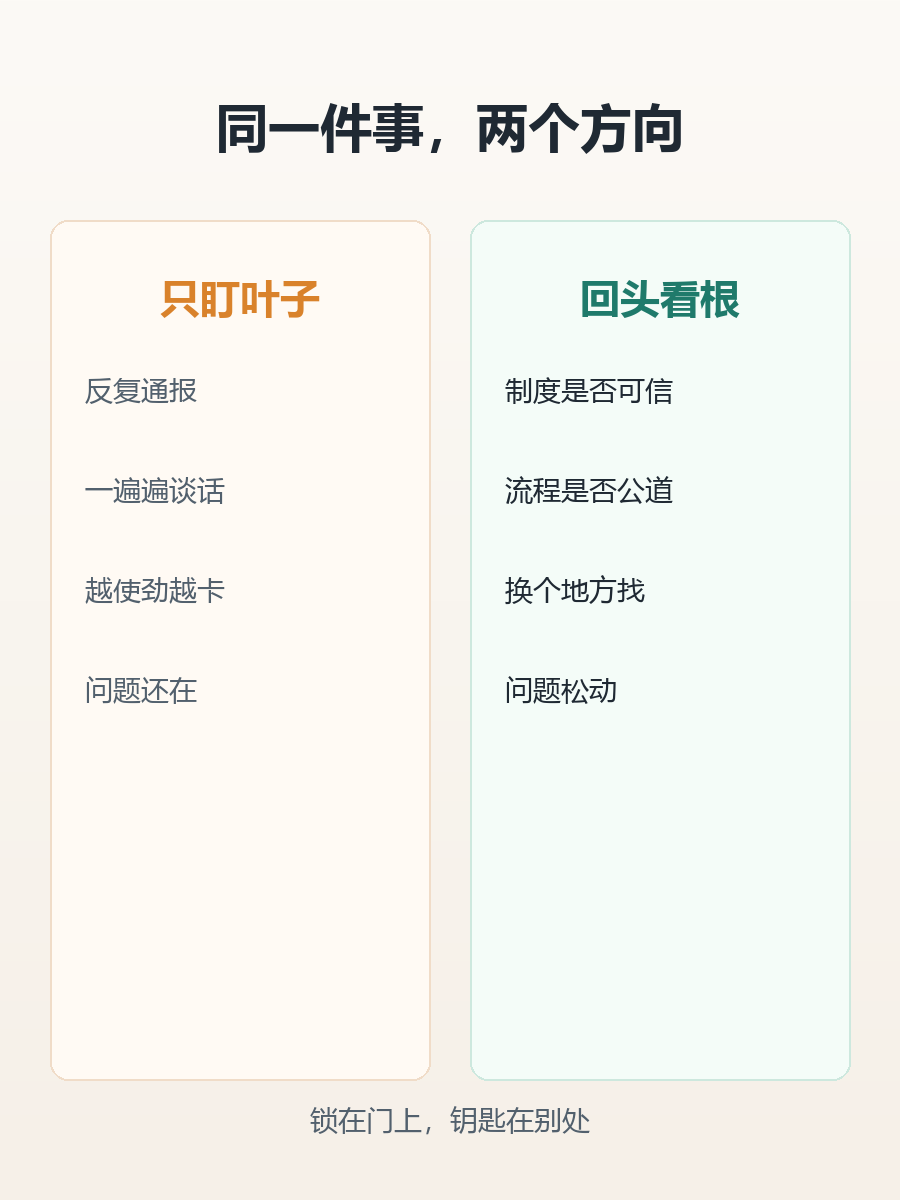 同一件事，两个方向
只盯叶子
反复通报
一遍遍谈话
越使劲越卡
问题还在
回头看根
制度是否可信
流程是否公道
换个地方找
问题松动
锁在门上，钥匙在别处